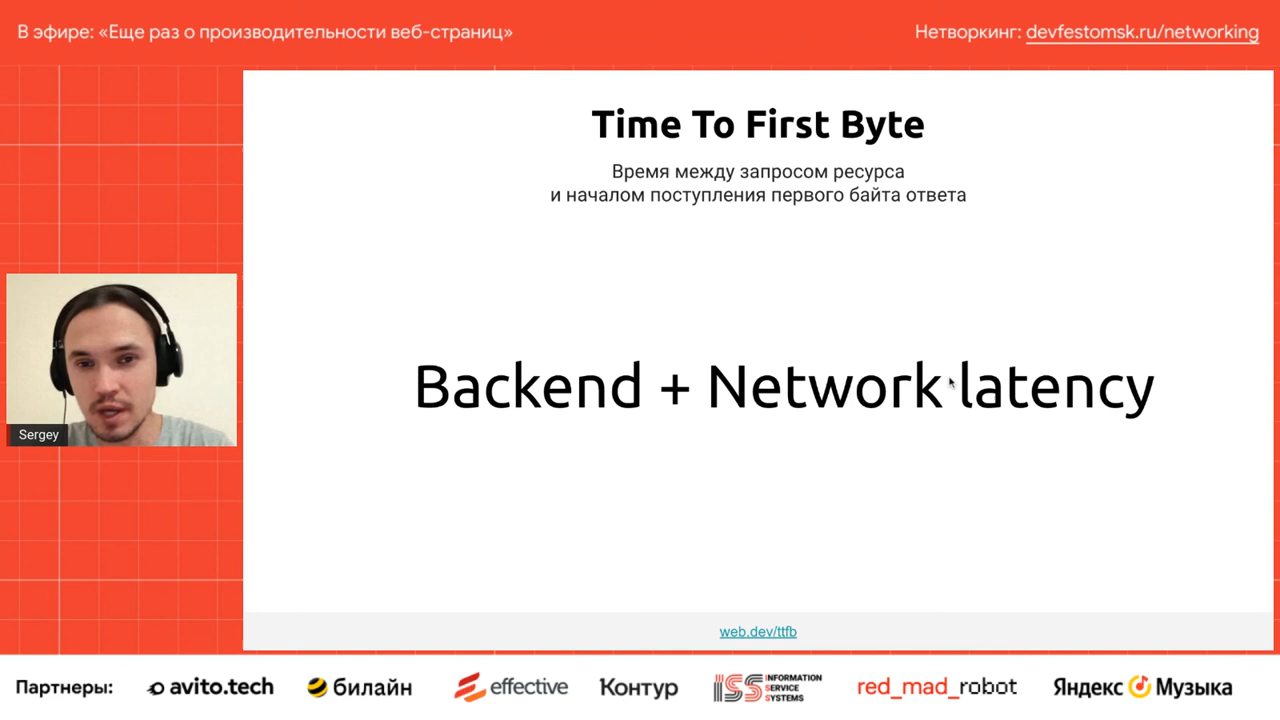 В эфире: «Еще раз о производительности веб-страниц»
Нетворкинг: devfestomsk.ru/networking
Time To First Byte
Время между запросом ресурса
и началом поступления первого байта ответа
Backend + Network latency
Sergey
web.dev/ttfb
Партнеры:
avito.tech
билайн
effective
Контур
ISS INFORMATION
SERVICE
SYSTEMS
red_mad_robot
Яндекс Музыка